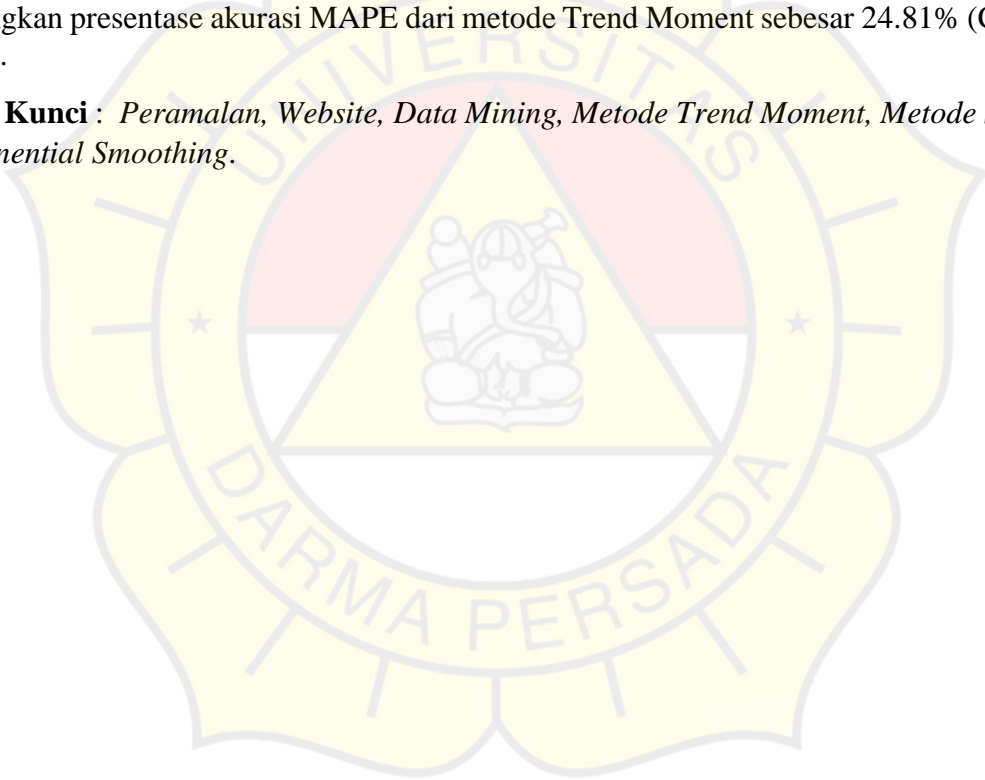 gkan presentase akurasi MAPE dari metode Trend Moment sebesar 24.81% (
.
Kunci : Peramalan, Website, Data Mining, Metode Trend Moment, Metode
nential Smoothing.
UNIVERSITAS
DARMA PERSADA